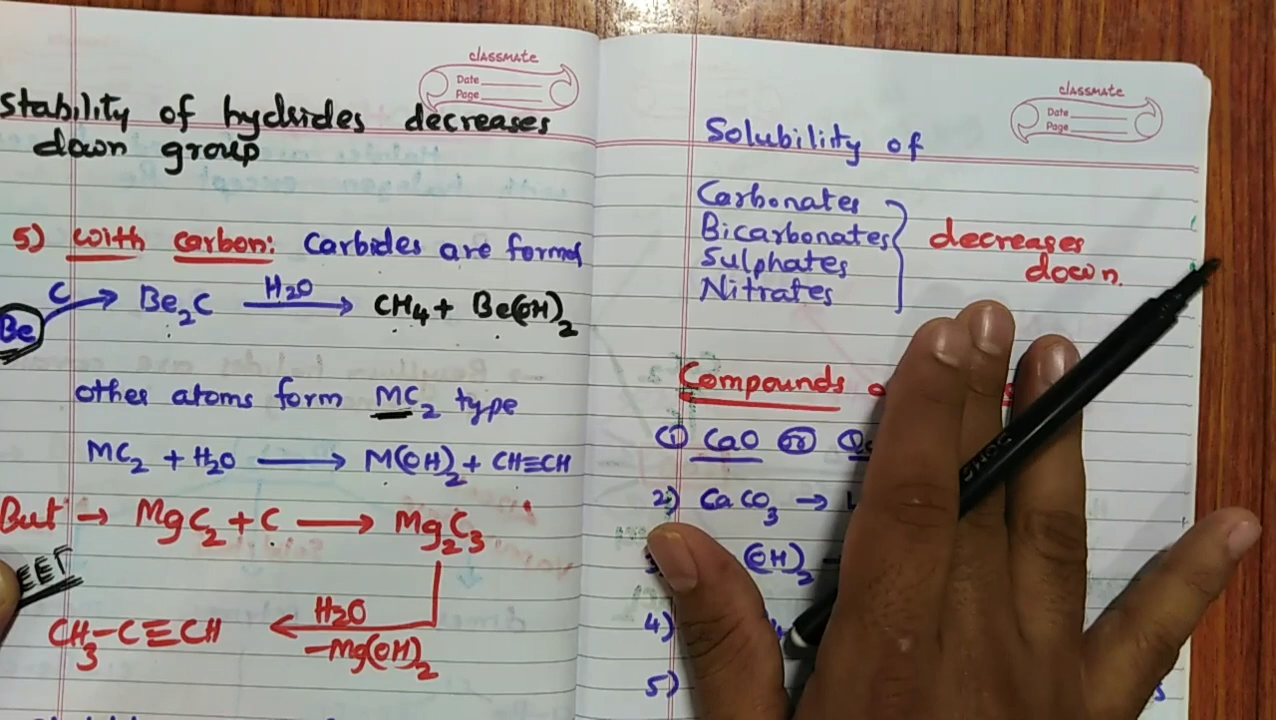 classmate
Date
Page
Stability of hydrides decreases
down group
5) with carbon: Carbides are formed
Be C → Be₂C H₂O → CH₄ + Be(OH)₂
other atoms form MC₂ type
MC₂ + H₂O → M(OH)₂ + CH≡CH
But → MgC₂ + C → Mg₂C₃
H₂O
CH₃-C≡CH ←
-Mg(OH)₂
classmate
Date
Page
Solubility of
Carbonates
Bicarbonates
Sulphates
Nitrates
decreases
down.
Compounds
(1) CaO or
2) CaCO₃ →
(OH)₂
4)
5)